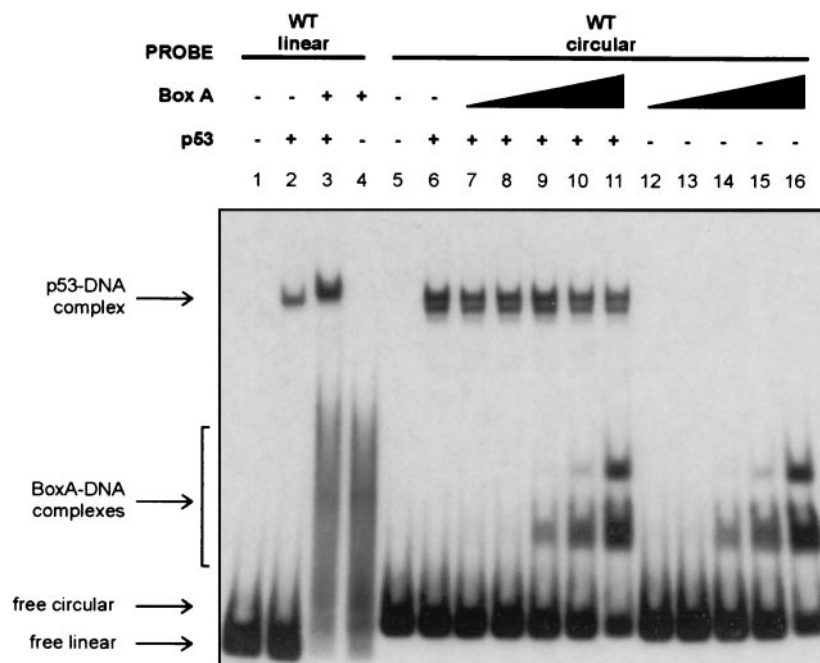 WT WT
linear circular
PROBE
Box A - - + + - - -
p53 - + + - - + + + + + + - - - - -
1 2 3 4 5 6 7 8 9 10 11 12 13 14 15 16
p53-DNA
complex
BoxA-DNA
complexes
free circular
free linear